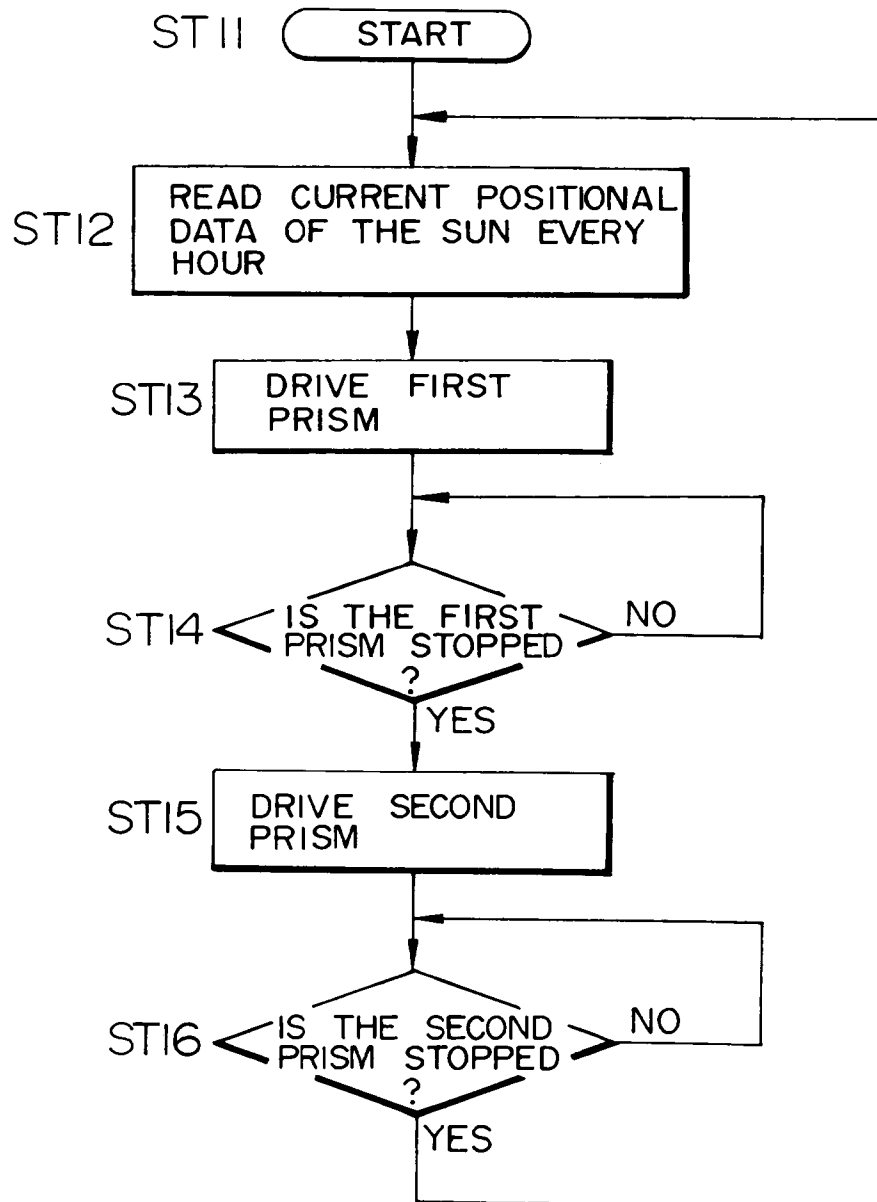 ST11 START
ST12 READ CURRENT POSITIONAL
DATA OF THE SUN EVERY
HOUR
ST13 DRIVE FIRST
PRISM
ST14 IS THE FIRST
PRISM STOPPED
?
NO
YES
ST15 DRIVE SECOND
PRISM
ST16 IS THE SECOND
PRISM STOPPED
?
NO
YES